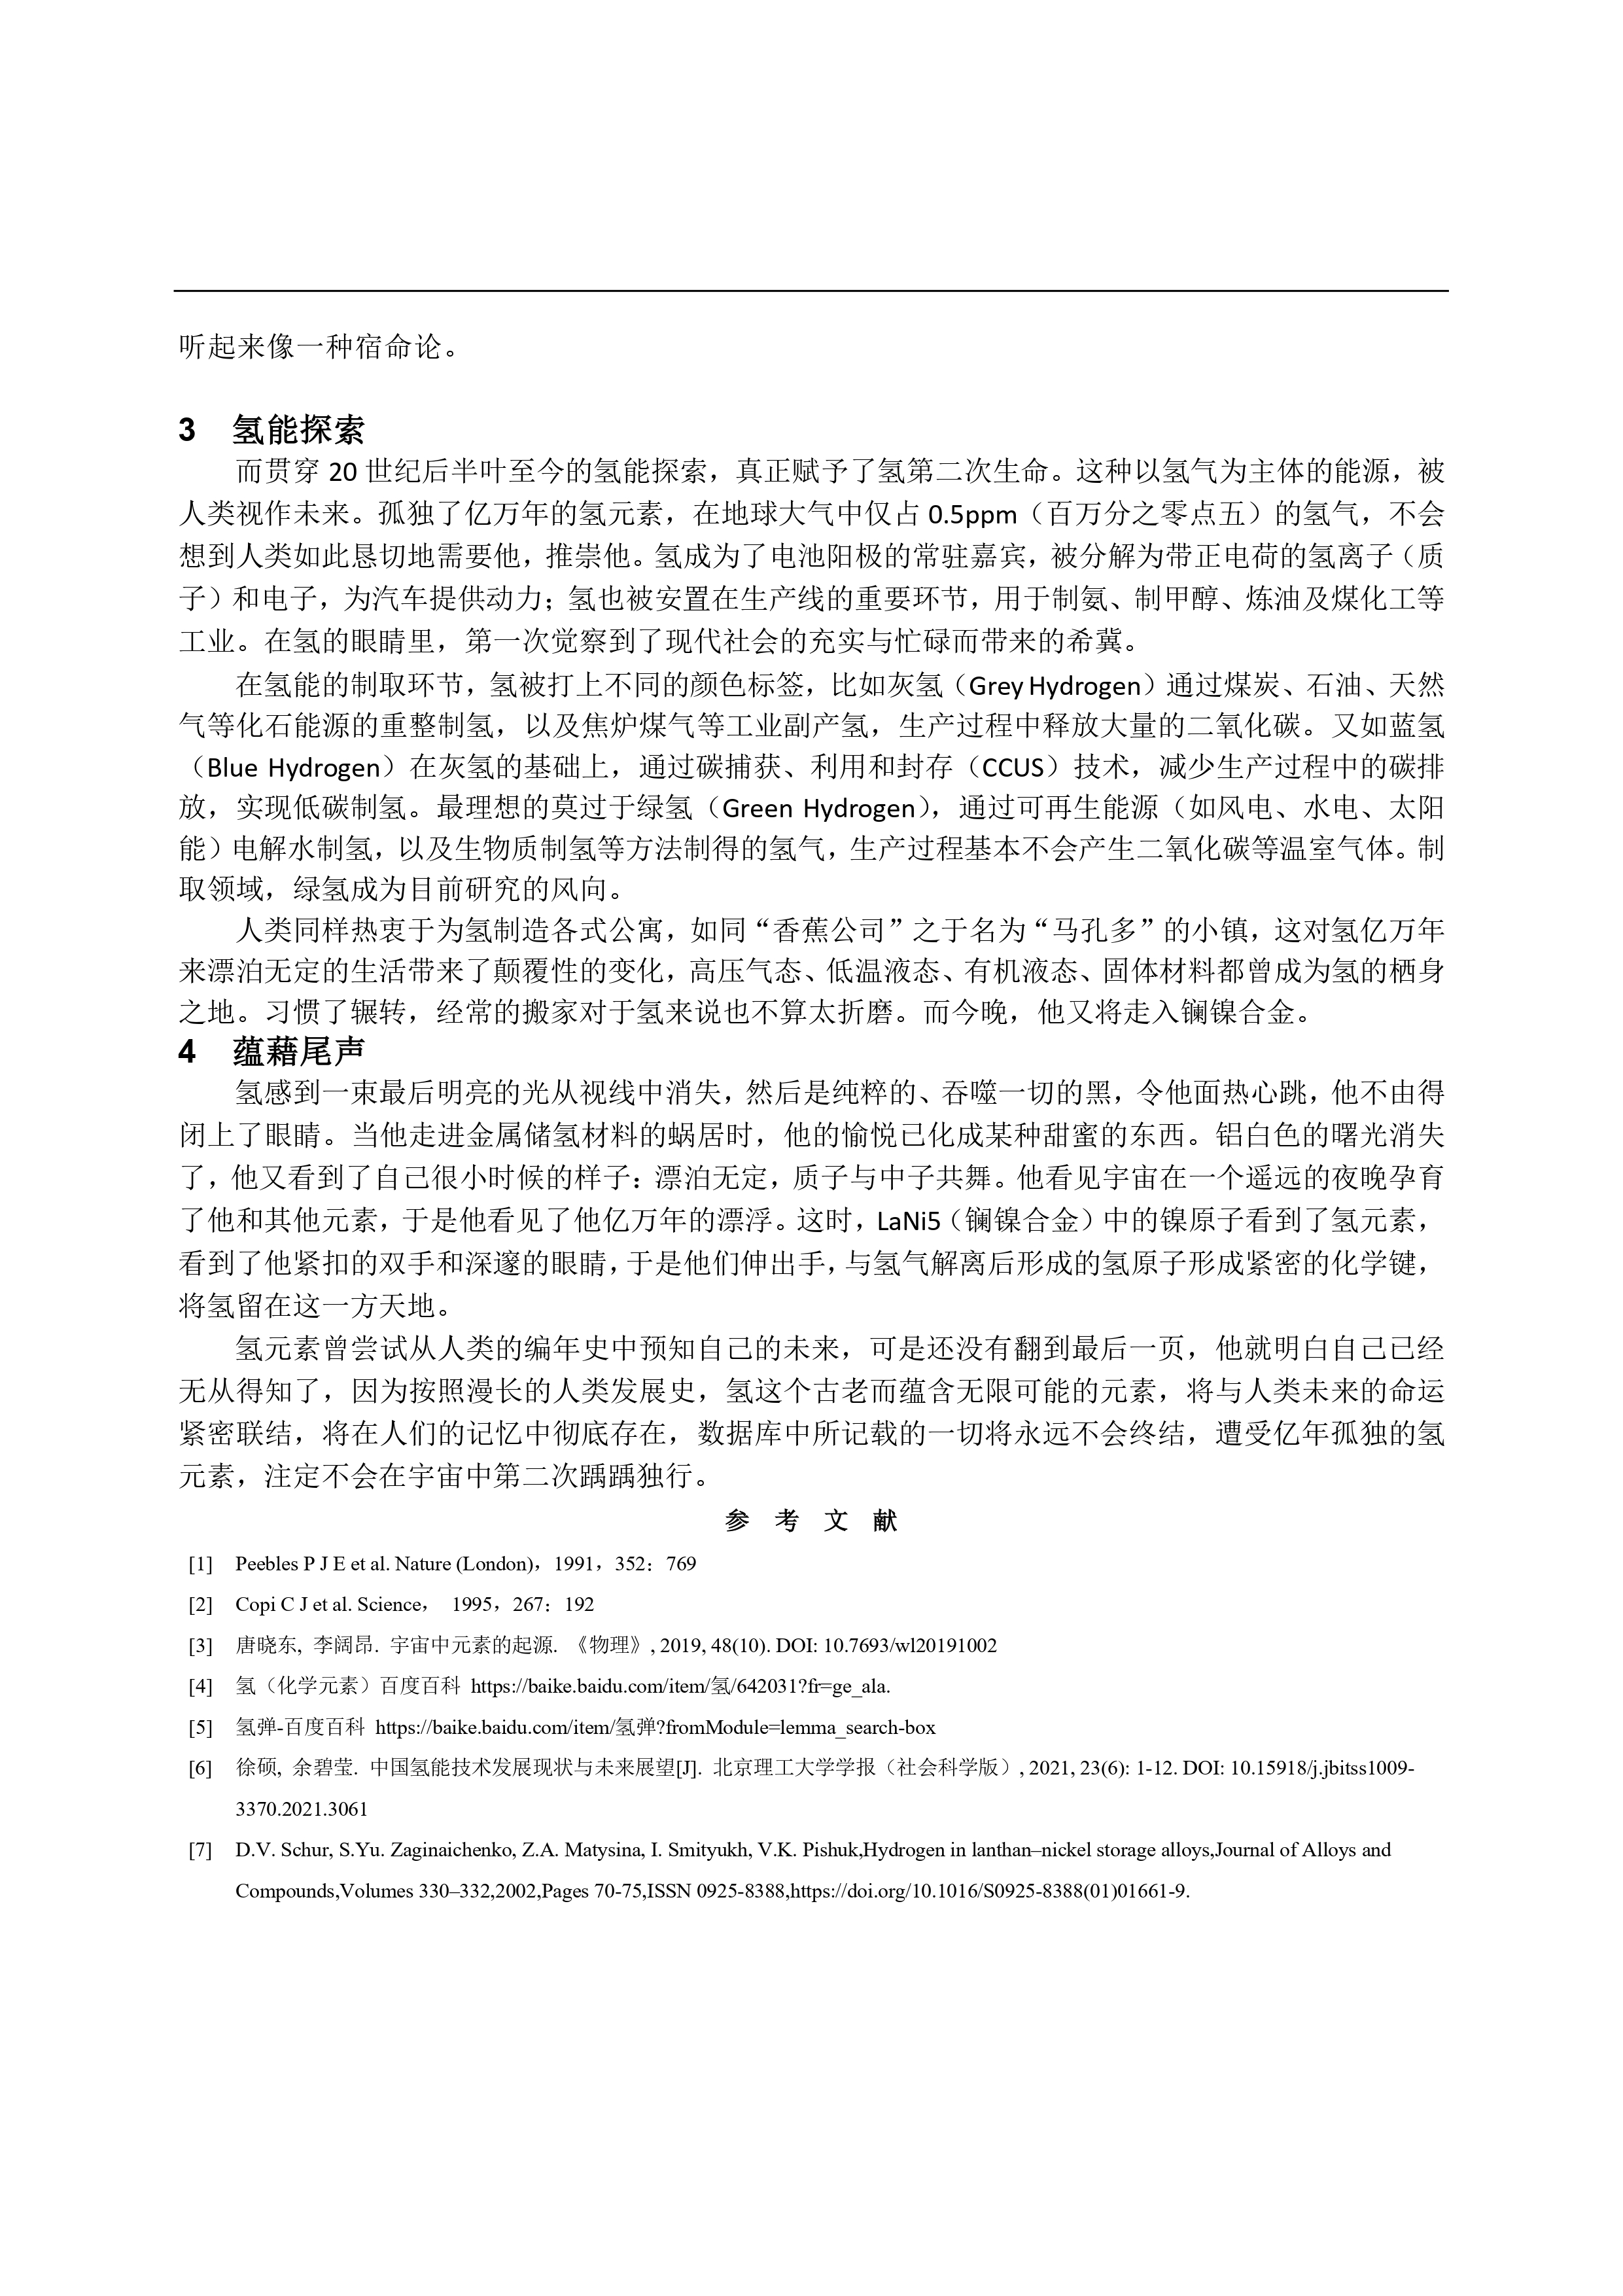 听起来像一种宿命论。
3 氢能探索
而贯穿 20 世纪后半叶至今的氢能探索，真正赋予了氢第二次生命。这种以氢气为主体的能源，被
人类视作未来。孤独了亿万年的氢元素，在地球大气中仅占 0.5ppm（百万分之零点五）的氢气，不会
想到人类如此恳切地需要他，推崇他。氢成为了电池阳极的常驻嘉宾，被分解为带正电荷的氢离子（质
子）和电子，为汽车提供动力；氢也被安置在生产线的重要环节，用于制氨、制甲醇、炼油及煤化工等
工业。在氢的眼睛里，第一次觉察到了现代社会的充实与忙碌而带来的希冀。
在氢能的制取环节，氢被打上不同的颜色标签，比如灰氢（Grey Hydrogen）通过煤炭、石油、天然
气等化石能源的重整制氢，以及焦炉煤气等工业副产氢，生产过程中释放大量的二氧化碳。又如蓝氢
（Blue Hydrogen）在灰氢的基础上，通过碳捕获、利用和封存（CCUS）技术，减少生产过程中的碳排
放，实现低碳制氢。最理想的莫过于绿氢（Green Hydrogen），通过可再生能源（如风电、水电、太阳
能）电解水制氢，以及生物质制氢等方法制得的氢气，生产过程基本不会产生二氧化碳等温室气体。制
取领域，绿氢成为目前研究的风向。
人类同样热衷于为氢制造各式公寓，如同“香蕉公司”之于名为“马孔多”的小镇，这对氢亿万年
来漂泊无定的生活带来了颠覆性的变化，高压气态、低温液态、有机液态、固体材料都曾成为氢的栖身
之地。习惯了辗转，经常的搬家对于氢来说也不算太折磨。而今晚，他又将走入镧镍合金。
4 蕴藉尾声
氢感到一束最后明亮的光从视线中消失，然后是纯粹的、吞噬一切的黑，令他面热心跳，他不由得
闭上了眼睛。当他走进金属储氢材料的蜗居时，他的愉悦已化成某种甜蜜的东西。铝白色的曙光消失
了，他又看到了自己很小时候的样子：漂泊无定，质子与中子共舞。他看见宇宙在一个遥远的夜晚孕育
了他和其他元素，于是他看见了他亿万年的漂浮。这时，LaNi5（镧镍合金）中的镍原子看到了氢元素，
看到了他紧扣的双手和深邃的眼睛，于是他们伸出手，与氢气解离后形成的氢原子形成紧密的化学键，
将氢留在这一方天地。
氢元素曾尝试从人类的编年史中预知自己的未来，可是还没有翻到最后一页，他就明白自己已经
无从得知了，因为按照漫长的人类发展史，氢这个古老而蕴含无限可能的元素，将与人类未来的命运
紧密联结，将在人们的记忆中彻底存在，数据库中所记载的一切将永远不会终结，遭受亿年孤独的氢
元素，注定不会在宇宙中第二次踽踽独行。
参 考 文 献
[1] Peebles P J E et al. Nature (London)，1991，352：769
[2] Copi C J et al. Science， 1995，267：192
[3] 唐晓东, 李阔昂. 宇宙中元素的起源. 《物理》, 2019, 48(10). DOI: 10.7693/wl20191002
[4] 氢（化学元素）百度百科 https://baike.baidu.com/item/氢/642031?fr=ge_ala.
[5] 氢弹-百度百科 https://baike.baidu.com/item/氢弹?fromModule=lemma_search-box
[6] 徐硕, 余碧莹. 中国氢能技术发展现状与未来展望[J]. 北京理工大学学报（社会科学版）, 2021, 23(6): 1-12. DOI: 10.15918/j.jbitss1009-
3370.2021.3061
[7] D.V. Schur, S.Yu. Zaginaichenko, Z.A. Matysina, I. Smityukh, V.K. Pishuk,Hydrogen in lanthan–nickel storage alloys,Journal of Alloys and
Compounds,Volumes 330–332,2002,Pages 70-75,ISSN 0925-8388,https://doi.org/10.1016/S0925-8388(01)01661-9.